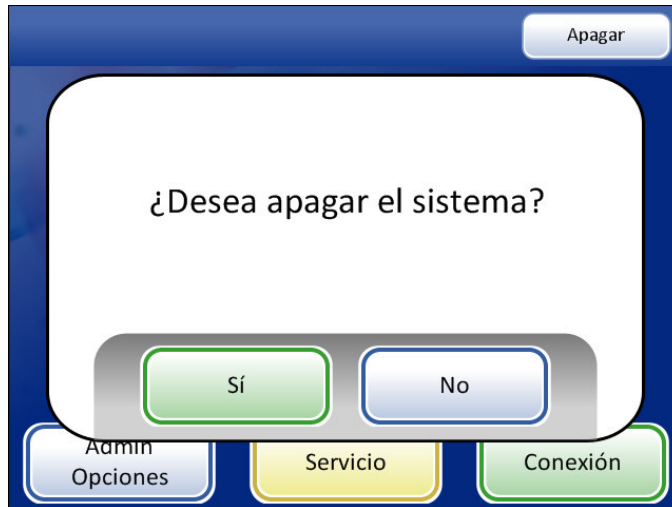 Apagar
¿Desea apagar el sistema?
Sí
No
Admin
Opciones
Servicio
Conexión